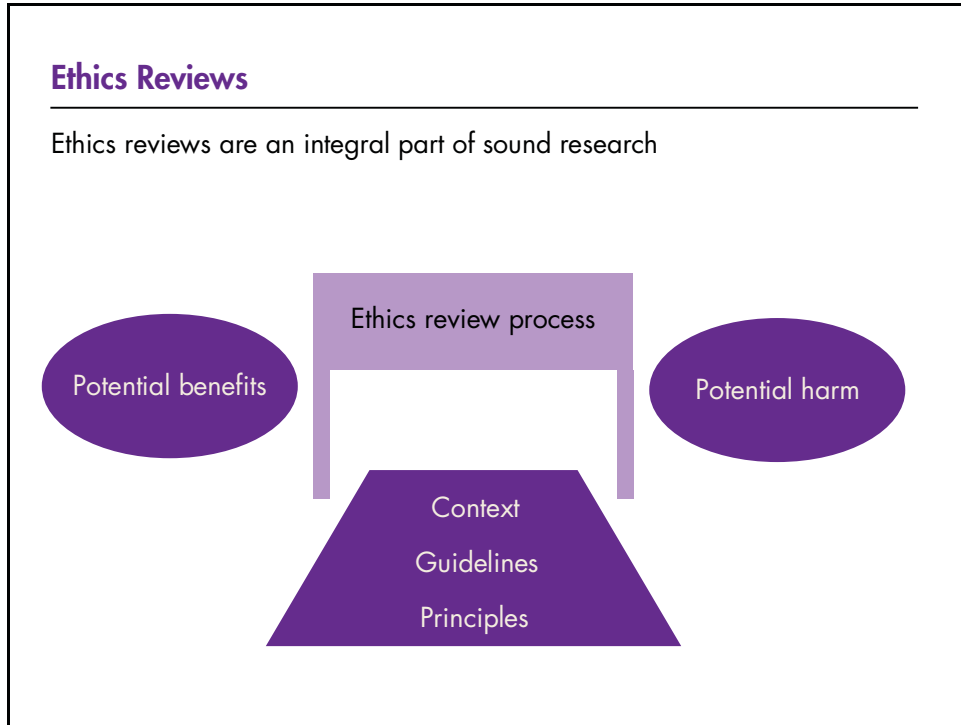 Ethics Reviews
Ethics reviews are an integral part of sound research
Ethics review process
Potential benefits
Potential harm
Context
Guidelines
Principles